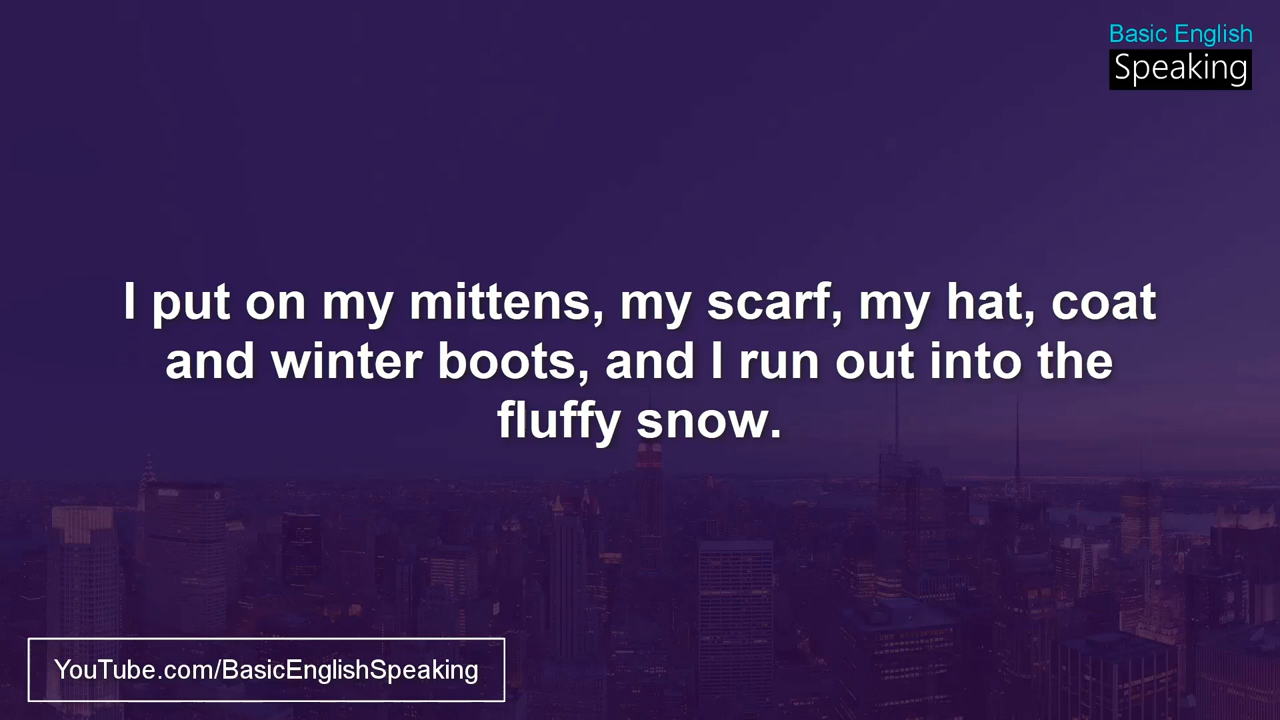 Basic English
Speaking
I put on my mittens, my scarf, my hat, coat
and winter boots, and I run out into the
fluffy snow.
YouTube.com/BasicEnglishSpeaking